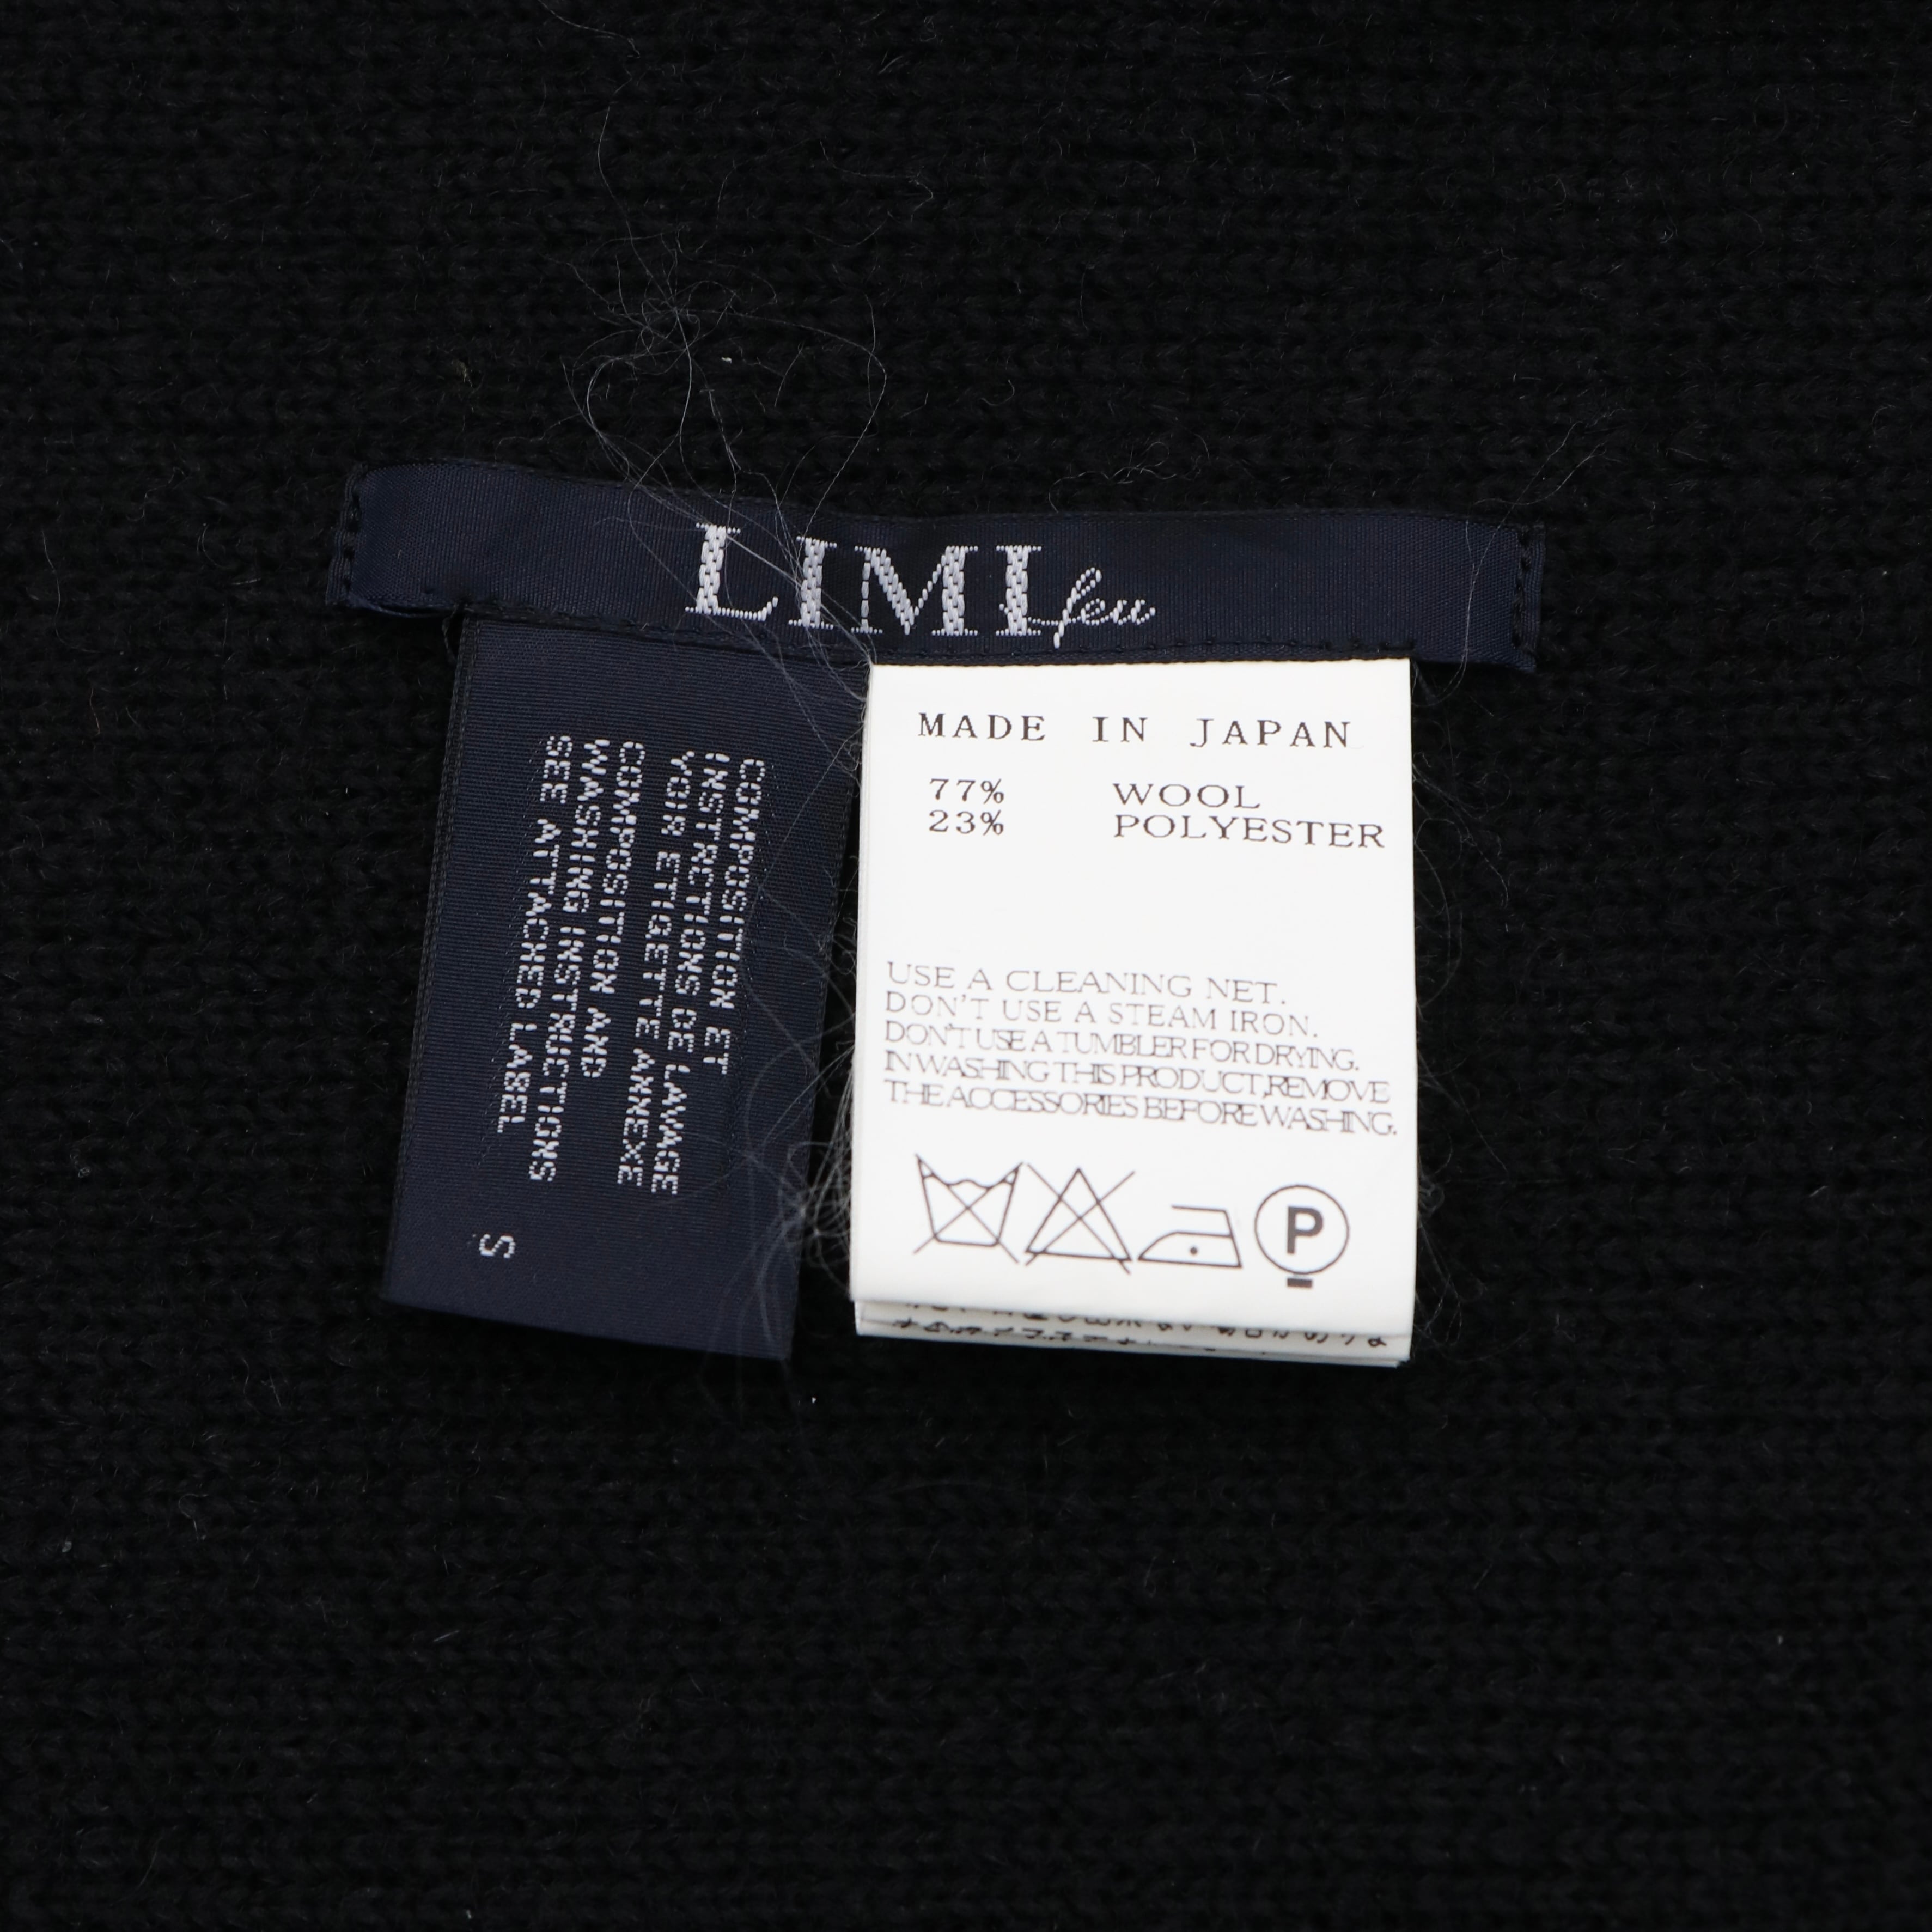 LIMI feu
COMPOSITION ET
INSTRUCTIONS DE LAVAGE
VOIR ETIQETTE ANNEXE
COMPOSITION AND
WASHING INSTRUCTIONS
SEE ATTACHED LABEL
S
MADE IN JAPAN
77% WOOL
23% POLYESTER
USE A CLEANING NET.
DON'T USE A STEAM IRON.
DON'T USE A TUMBLER FOR DRYING.
IN WASHING THIS PRODUCT,REMOVE
THE ACCESSORIES BEFORE WASHING.
P